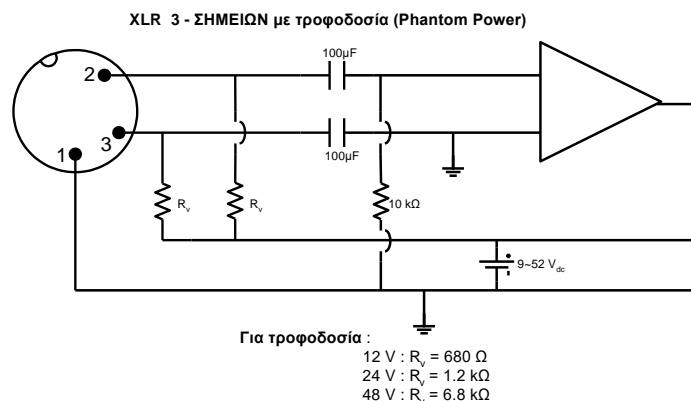 XLR 3 - ΣΗΜΕΙΩΝ με τροφοδοσία (Phantom Power)
100μF
2
3
1
100μF
Rv
Rv
10 kΩ
9~52 Vdc
Για τροφοδοσία :
12 V : Rv = 680 Ω
24 V : Rv = 1.2 kΩ
48 V : Rv = 6.8 kΩ